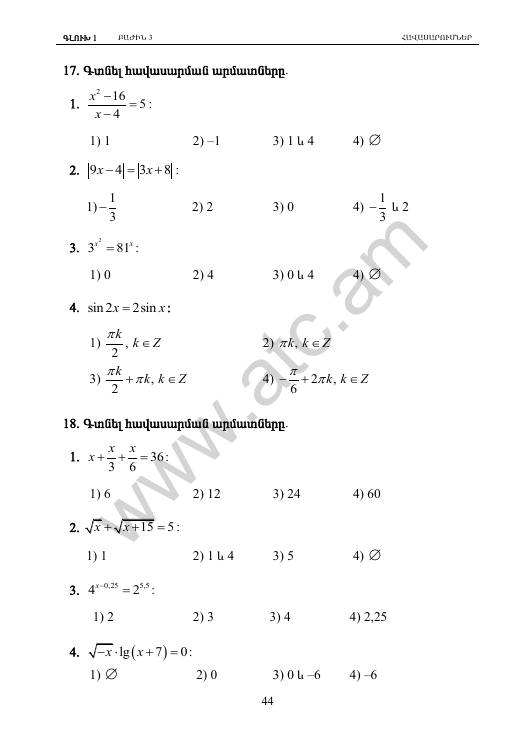 ԳԼՈՒԽ 1 ԲԱԺԻՆ 3 ՀԱՎԱՍԱՐՈՒՄՆԵՐ
17. Գտնել հավասարման արմատները.
1. (x² − 16)/(x − 4) = 5 :
1) 1 2) −1 3) 1 և 4 4) ∅
2. |9x − 4| = |3x + 8| :
1) −1/3 2) 2 3) 0 4) −1/3 և 2
3. 3^(x²) = 81^x :
1) 0 2) 4 3) 0 և 4 4) ∅
4. sin 2x = 2 sin x :
1) πk/2, k ∈ Z 2) πk, k ∈ Z
3) πk/2 + πk, k ∈ Z 4) −π/6 + 2πk, k ∈ Z
18. Գտնել հավասարման արմատները.
1. x + x/3 + x/6 = 36 :
1) 6 2) 12 3) 24 4) 60
2. √x + √(x + 15) = 5 :
1) 1 2) 1 և 4 3) 5 4) ∅
3. 4^(x−0,25) = 2^(5,5) :
1) 2 2) 3 3) 4 4) 2,25
4. √(−x) · lg(x + 7) = 0 :
1) ∅ 2) 0 3) 0 և −6 4) −6
44
www.atc.am